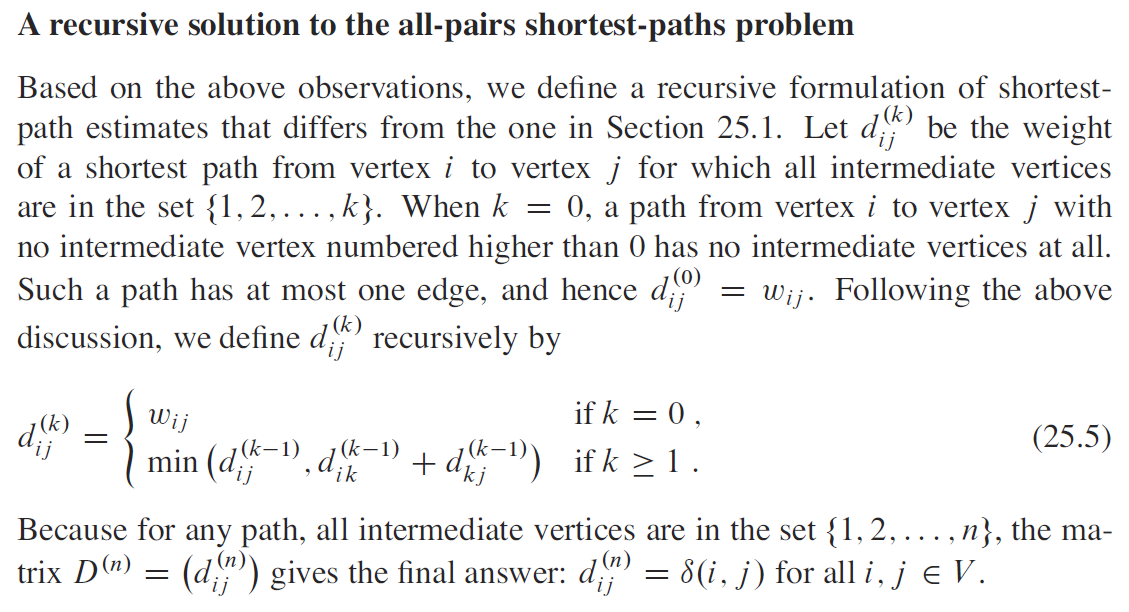 A recursive solution to the all-pairs shortest-paths problem
Based on the above observations, we define a recursive formulation of shortest-
path estimates that differs from the one in Section 25.1. Let d_{ij}^{(k)} be the weight
of a shortest path from vertex i to vertex j for which all intermediate vertices
are in the set {1, 2, . . . , k}. When k = 0, a path from vertex i to vertex j with
no intermediate vertex numbered higher than 0 has no intermediate vertices at all.
Such a path has at most one edge, and hence d_{ij}^{(0)} = w_{ij}. Following the above
discussion, we define d_{ij}^{(k)} recursively by
d_{ij}^{(k)} = { w_{ij} if k = 0 ,
min (d_{ij}^{(k−1)}, d_{ik}^{(k−1)} + d_{kj}^{(k−1)}) if k ≥ 1 .
(25.5)
Because for any path, all intermediate vertices are in the set {1, 2, . . . , n}, the ma-
trix D^{(n)} = (d_{ij}^{(n)}) gives the final answer: d_{ij}^{(n)} = δ(i, j) for all i, j ∈ V.